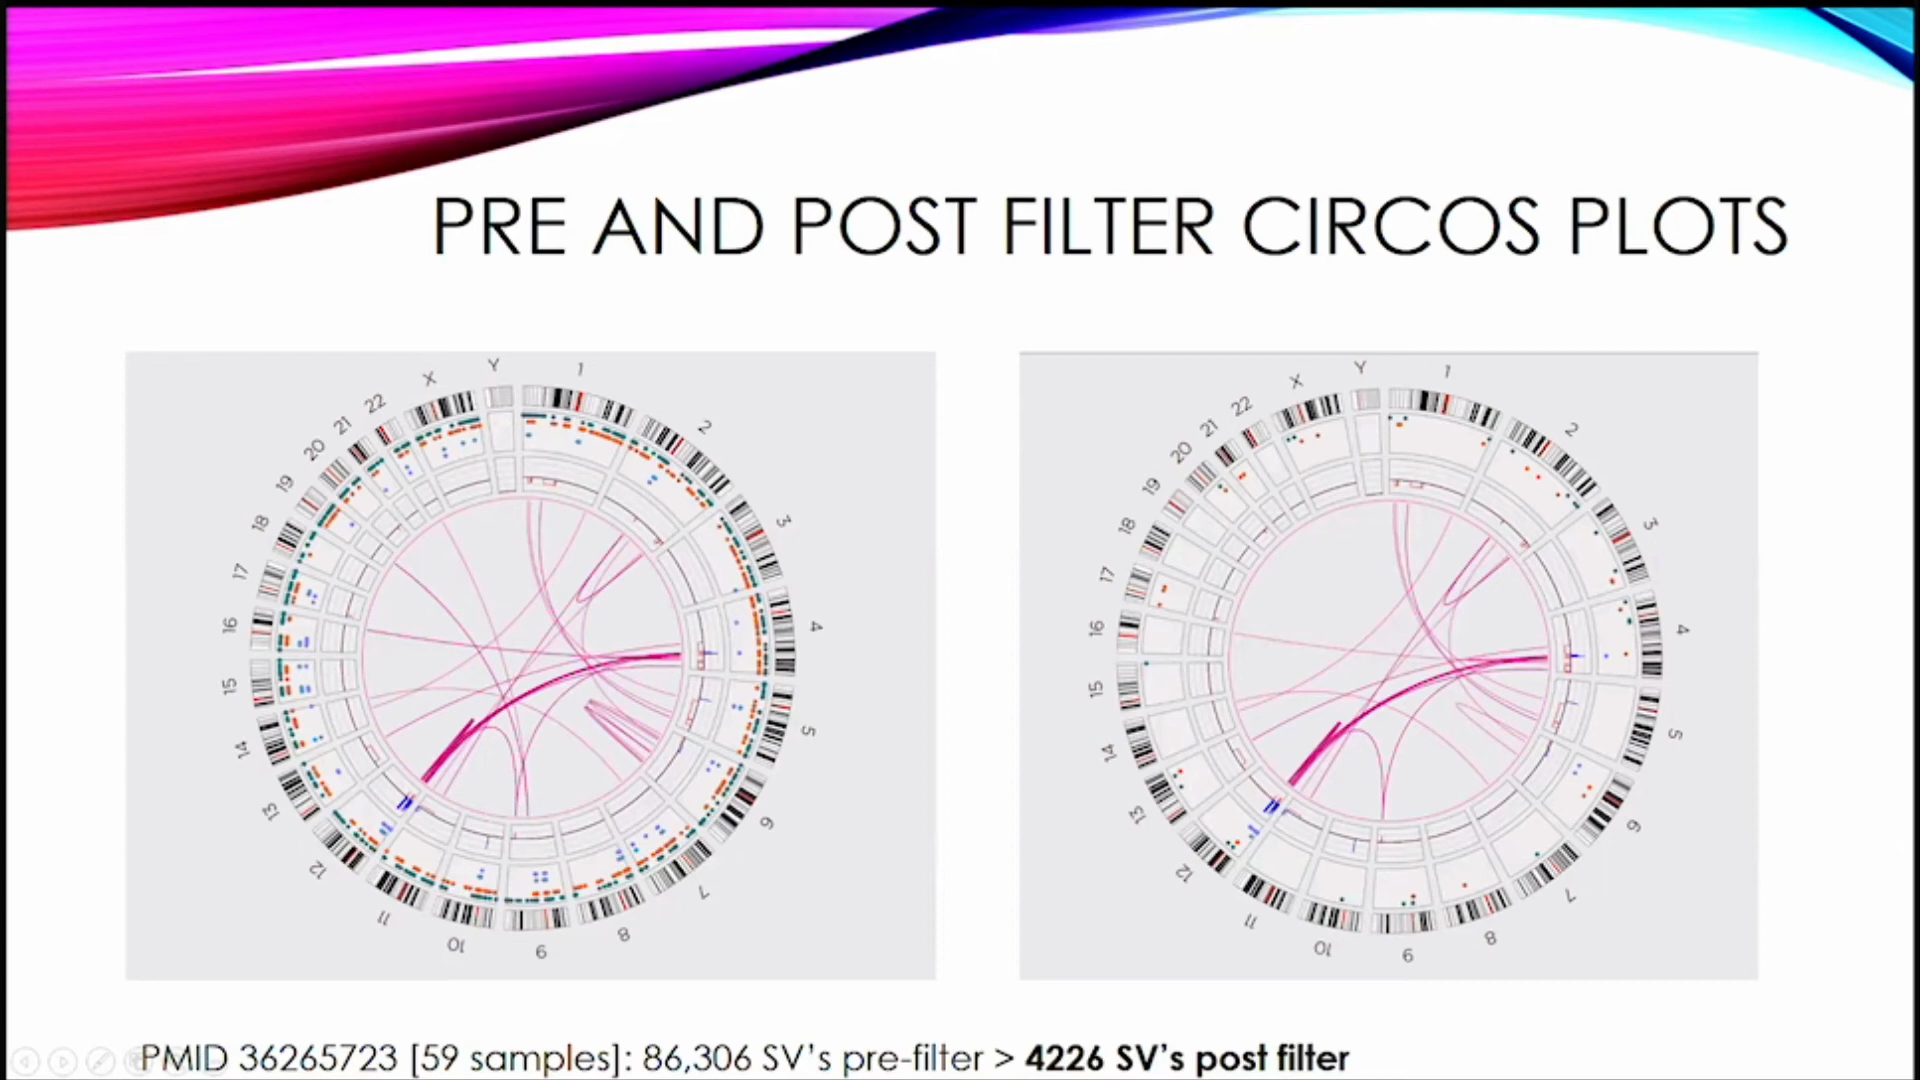 PRE AND POST FILTER CIRCOS PLOTS
Y 1 2 3 4 5 6 7 8 9 10 11 12 13 14 15 16 17 18 19 20 21 22 X
Y 1 2 3 4 5 6 7 8 9 10 11 12 13 14 15 16 17 18 19 20 21 22 X
PMID 36265723 [59 samples]: 86,306 SV's pre-filter > 4226 SV's post filter